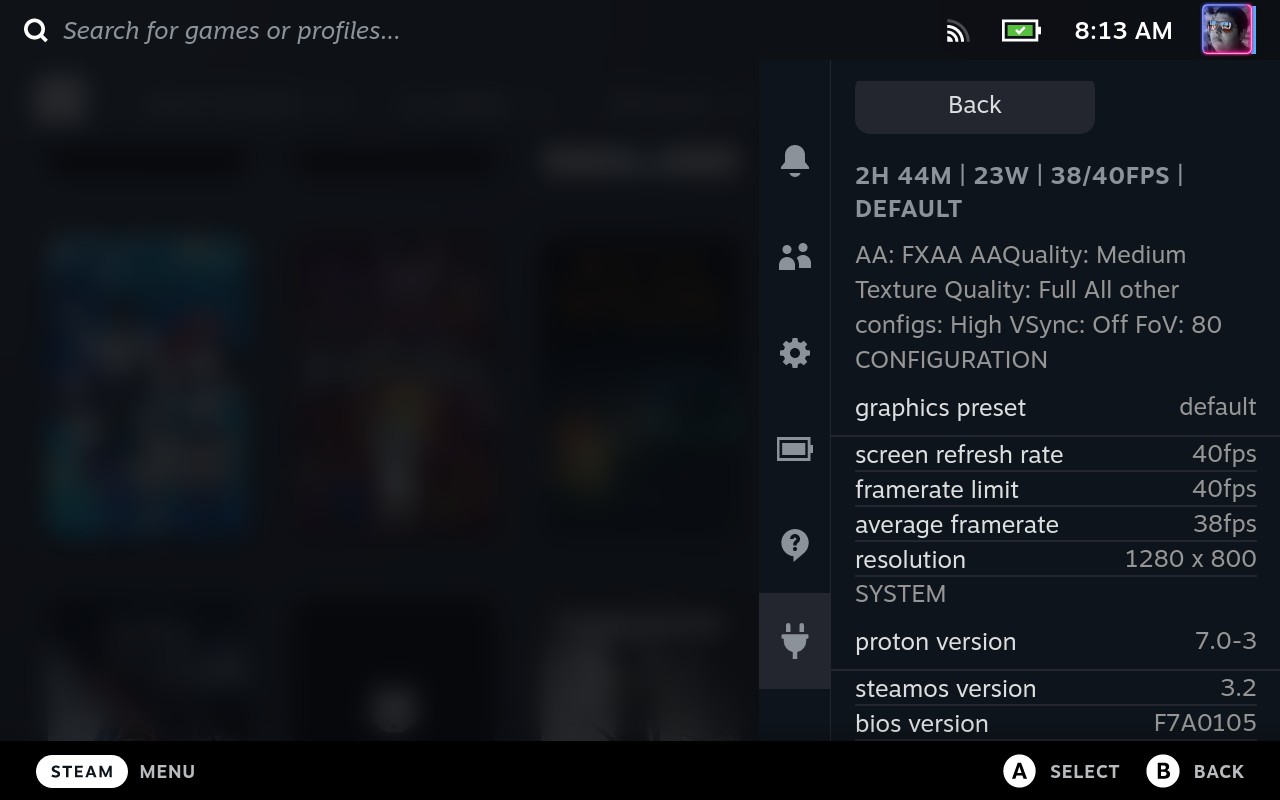 Search for games or profiles...
8:13 AM
Back
2H 44M | 23W | 38/40FPS |
DEFAULT
AA: FXAA AAQuality: Medium
Texture Quality: Full All other
configs: High VSync: Off FoV: 80
CONFIGURATION
graphics preset default
screen refresh rate 40fps
framerate limit 40fps
average framerate 38fps
resolution 1280 x 800
SYSTEM
proton version 7.0-3
steamos version 3.2
bios version F7A0105
STEAM MENU
A SELECT B BACK